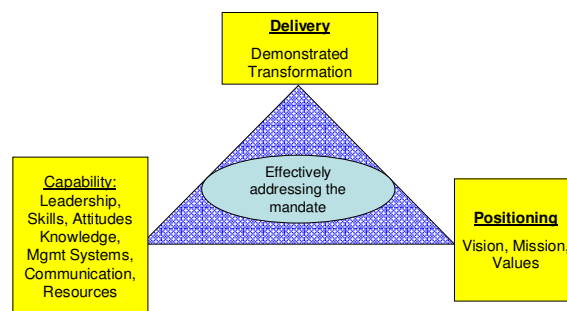 Delivery
Demonstrated
Transformation
Effectively
addressing the
mandate
Capability:
Leadership,
Skills, Attitudes
Knowledge,
Mgmt Systems,
Communication,
Resources
Positioning
Vision, Mission,
Values